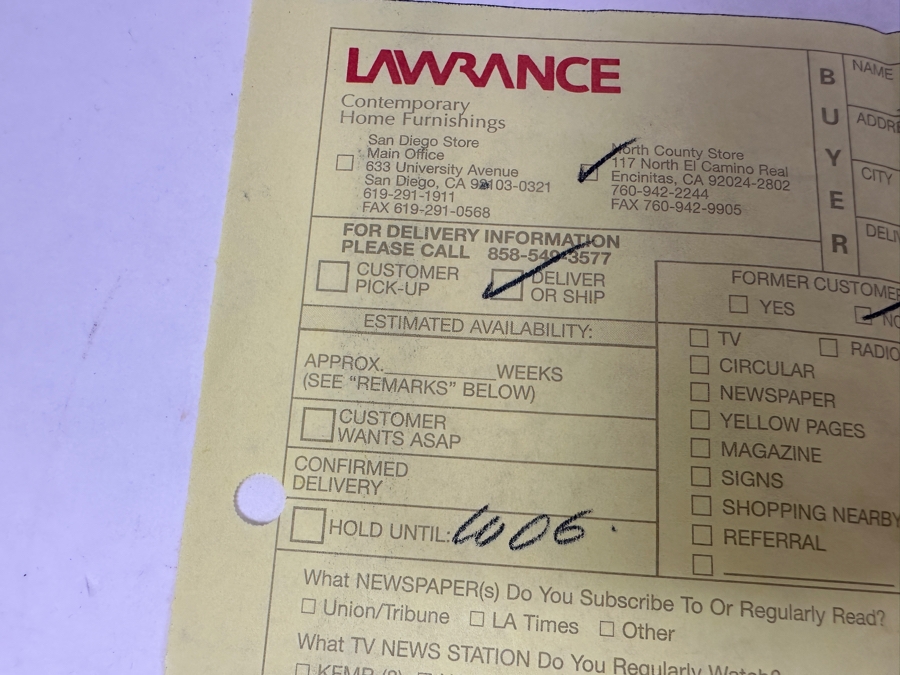 LAWRANCE
Contemporary
Home Furnishings
San Diego Store
Main Office
633 University Avenue
San Diego, CA 92103-0321
619-291-1911
FAX 619-291-0568
North County Store
117 North El Camino Real
Encinitas, CA 92024-2802
760-942-2244
FAX 760-942-9905
BUYER
NAME
ADDRE
CITY
DELI
FOR DELIVERY INFORMATION
PLEASE CALL 858-549-3577
CUSTOMER
PICK-UP
DELIVER
OR SHIP
FORMER CUSTOMER
YES
NO
ESTIMATED AVAILABILITY:
APPROX.__________WEEKS
(SEE “REMARKS” BELOW)
CUSTOMER
WANTS ASAP
CONFIRMED
DELIVERY
HOLD UNTIL:
TV
RADIO
CIRCULAR
NEWSPAPER
YELLOW PAGES
MAGAZINE
SIGNS
SHOPPING NEARBY
REFERRAL
What NEWSPAPER(s) Do You Subscribe To Or Regularly Read?
Union/Tribune
LA Times
Other
What TV NEWS STATION Do You Regularly Watch?